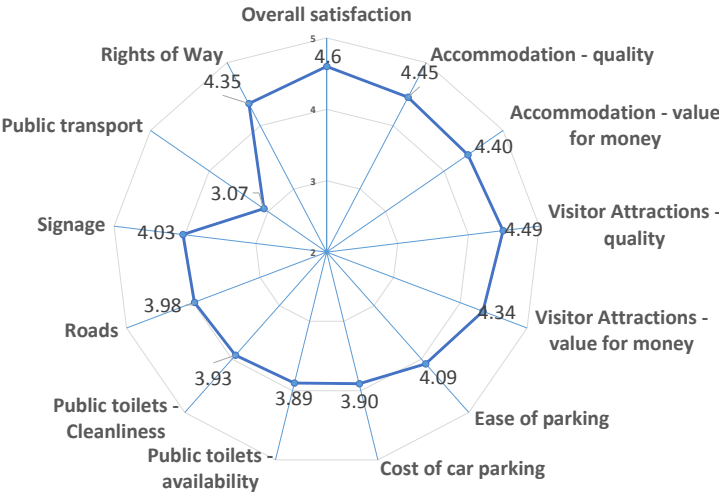 Overall satisfaction
5
Rights of Way
4.6
Accommodation - quality
4.35
4.45
4
Accommodation - value
for money
Public transport
4.40
3.07
3
Visitor Attractions -
quality
Signage
4.03
4.49
2
Visitor Attractions -
value for money
3.98
4.34
Roads
3.93
4.09
3.89
3.90
Public toilets -
Cleanliness
Ease of parking
Public toilets -
availability
Cost of car parking